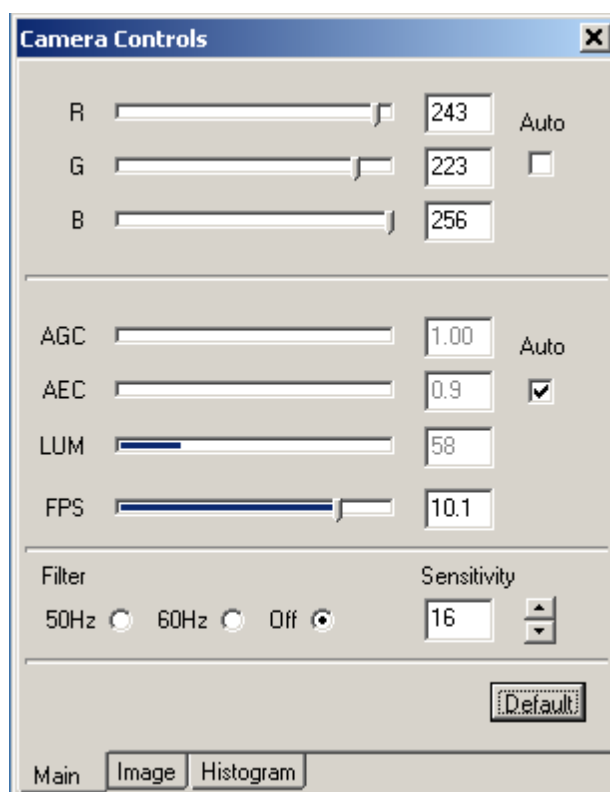 Camera Controls
R 243 Auto
G 223
B 256
AGC 1.00 Auto
AEC 0.9
LUM 58
FPS 10.1
Filter Sensitivity
50Hz 60Hz Off 16
Default
Main Image Histogram